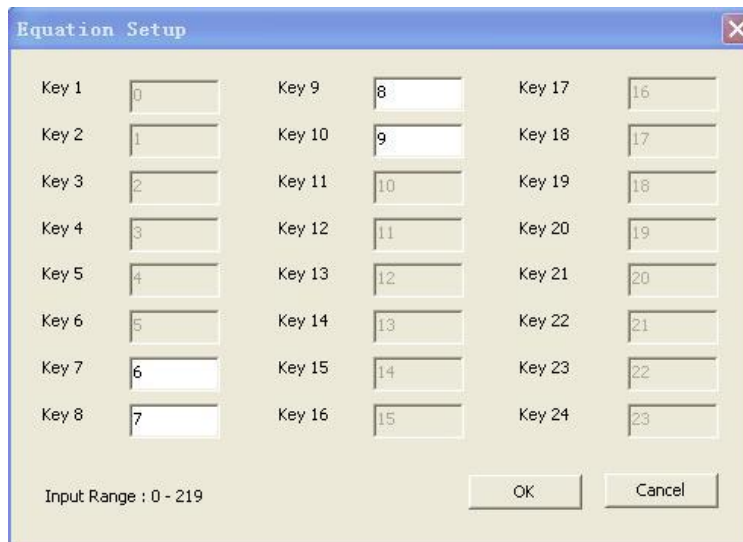 Equation Setup
Key 1 0 Key 9 8 Key 17 16
Key 2 1 Key 10 9 Key 18 17
Key 3 2 Key 11 10 Key 19 18
Key 4 3 Key 12 11 Key 20 19
Key 5 4 Key 13 12 Key 21 20
Key 6 5 Key 14 13 Key 22 21
Key 7 6 Key 15 14 Key 23 22
Key 8 7 Key 16 15 Key 24 23
Input Range : 0 - 219 OK Cancel